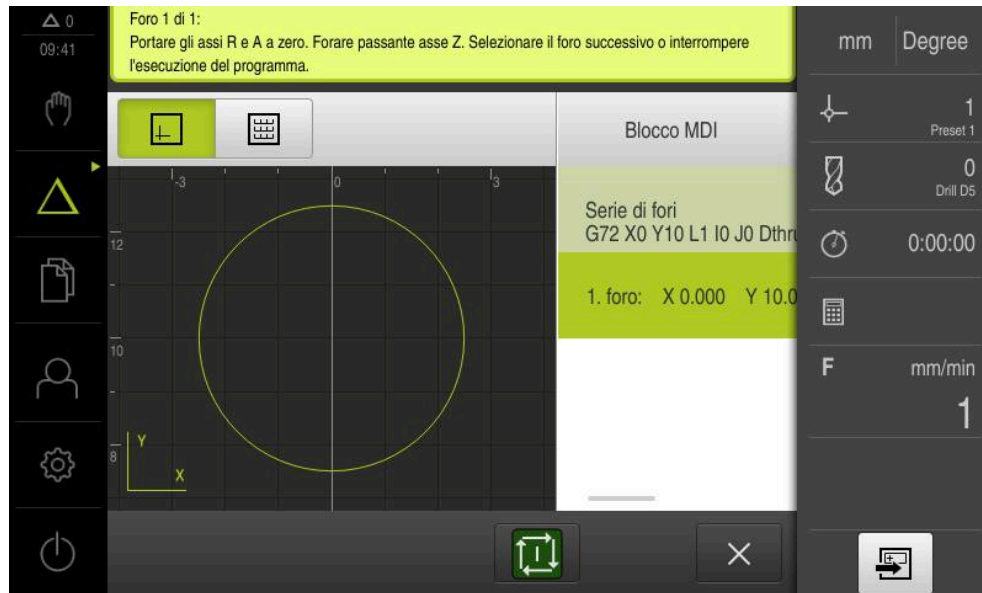 0
09:41
Foro 1 di 1:
Portare gli assi R e A a zero. Forare passante asse Z. Selezionare il foro successivo o interrompere
l'esecuzione del programma.
mm Degree
Blocco MDI
1
Preset 1
0
Drill D5
0:00:00
F mm/min
1
-3 0 3
12
10
8
Y
X
Serie di fori
G72 X0 Y10 L1 I0 J0 Dthru
1. foro: X 0.000 Y 10.0